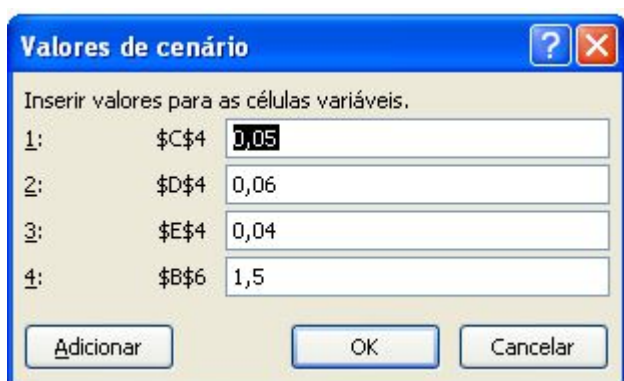 Valores de cenário
Inserir valores para as células variáveis.
1: $C$4 0,05
2: $D$4 0,06
3: $E$4 0,04
4: $B$6 1,5
Adicionar OK Cancelar